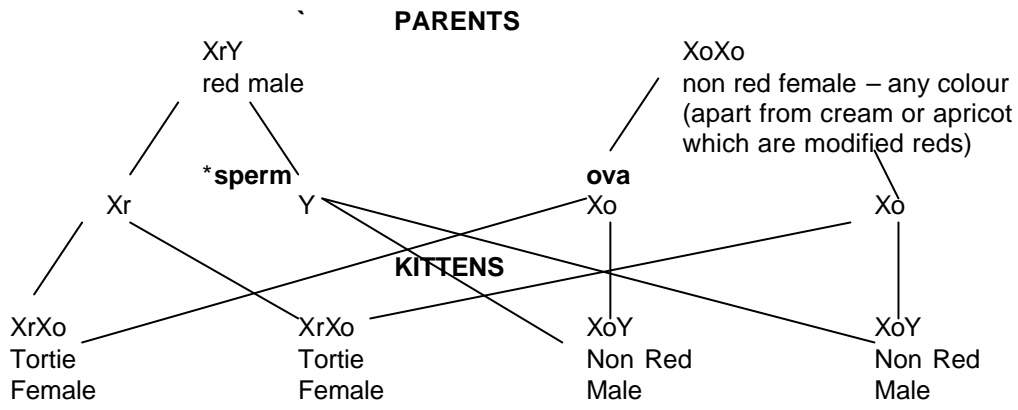 `
PARENTS
XrY XoXo
red male non red female – any colour
(apart from cream or apricot
which are modified reds)
*sperm ova
Xr Y Xo Xo
KITTENS
XrXo XrXo XoY XoY
Tortie Tortie Non Red Non Red
Female Female Male Male